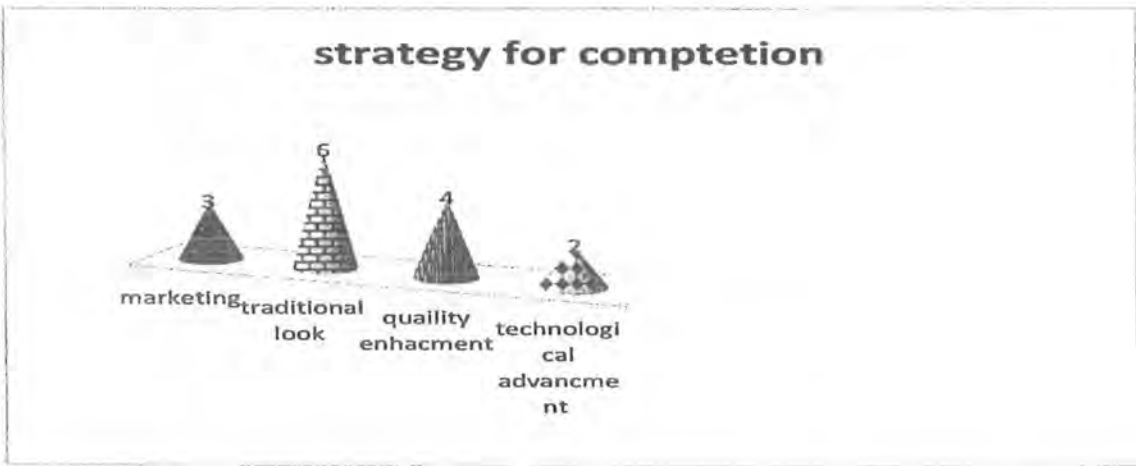 strategy for comptetion
3
6
4
2
marketing
traditional
look
quaility
enhacment
technologi
cal
advancme
nt